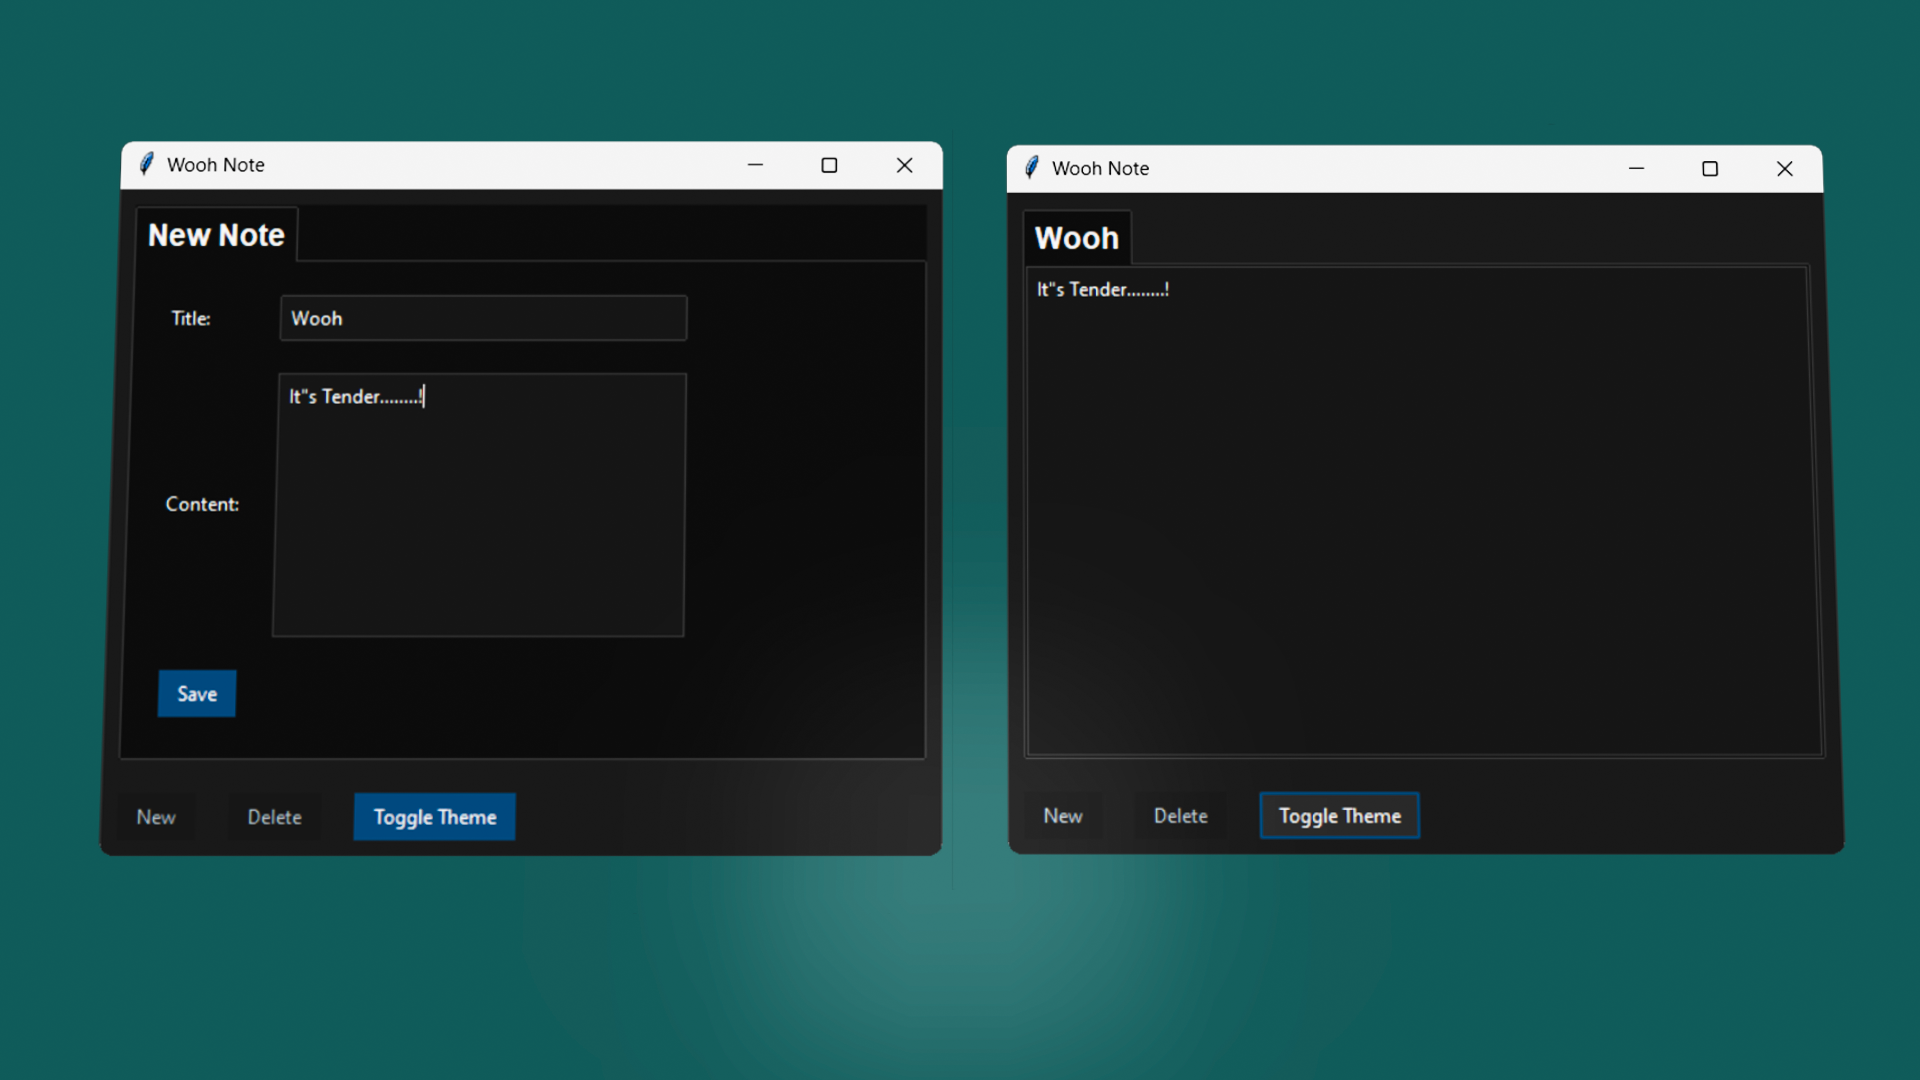 Wooh Note
New Note
Title:
Wooh
It"s Tender........!
Content:
Save
New
Delete
Toggle Theme
Wooh Note
Wooh
It"s Tender........!
New
Delete
Toggle Theme